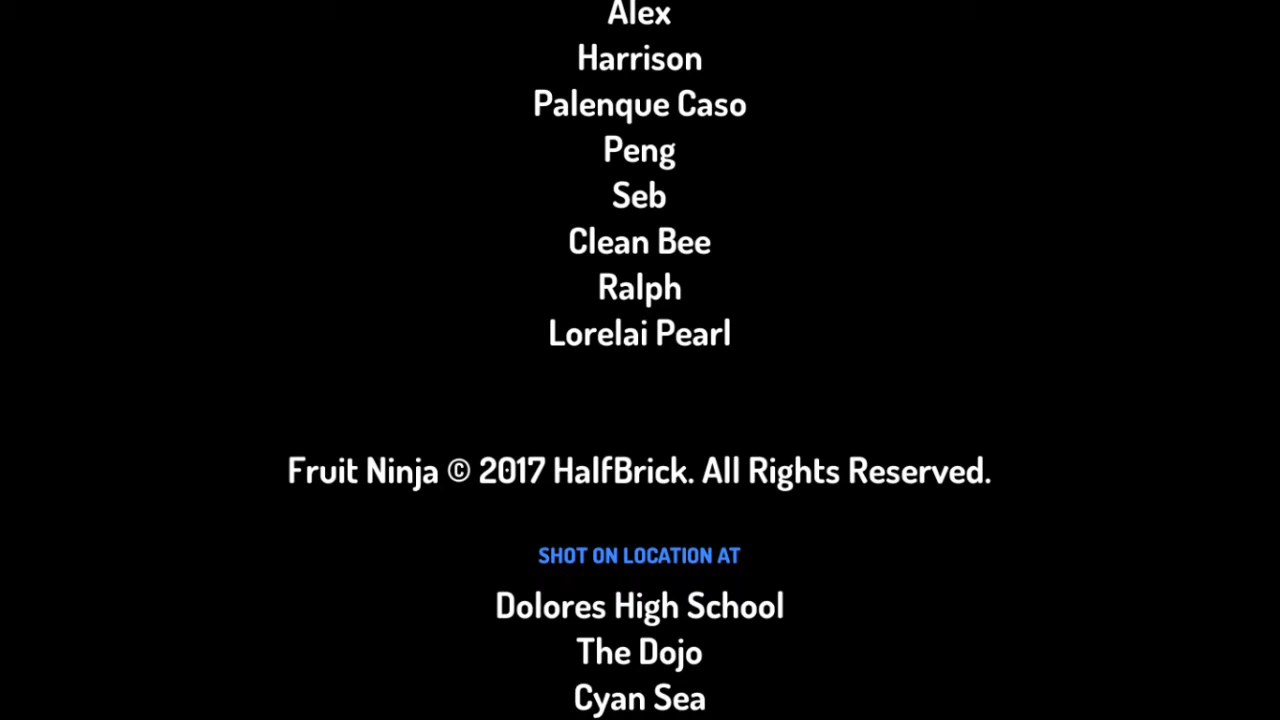 Alex
Harrison
Palenque Caso
Peng
Seb
Clean Bee
Ralph
Lorelai Pearl
Fruit Ninja © 2017 HalfBrick. All Rights Reserved.
SHOT ON LOCATION AT
Dolores High School
The Dojo
Cyan Sea